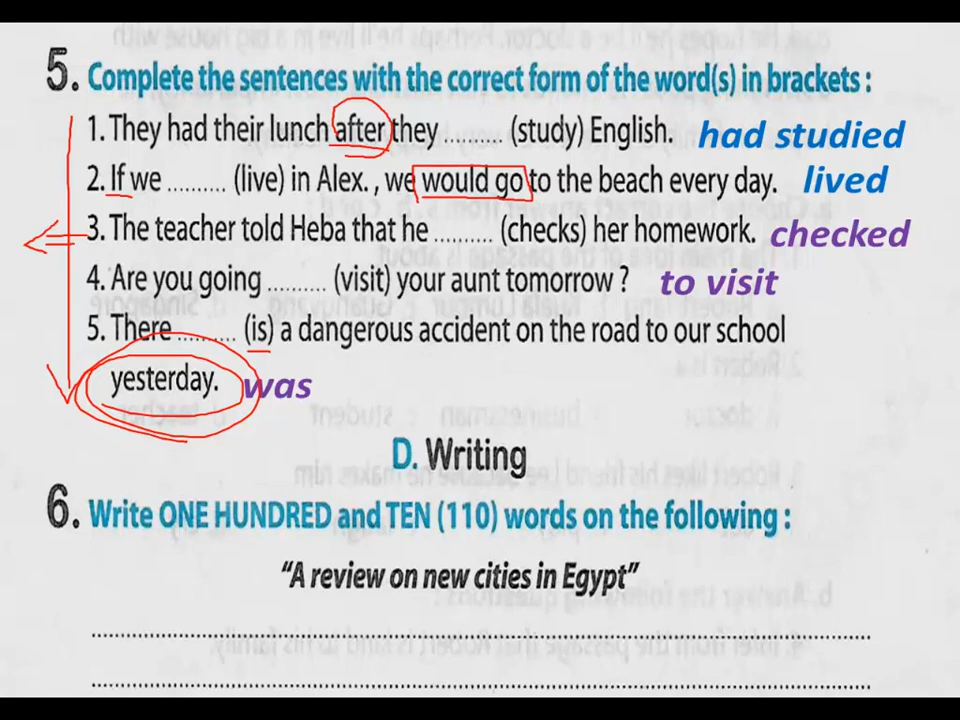 5. Complete the sentences with the correct form of the word(s) in brackets :
1. They had their lunch after they .......... (study) English. had studied
2. If we .......... (live) in Alex. , we would go to the beach every day. lived
3. The teacher told Heba that he .......... (checks) her homework. checked
4. Are you going .......... (visit) your aunt tomorrow ? to visit
5. There .......... (is) a dangerous accident on the road to our school
yesterday. was
D. Writing
6. Write ONE HUNDRED and TEN (110) words on the following :
“A review on new cities in Egypt”